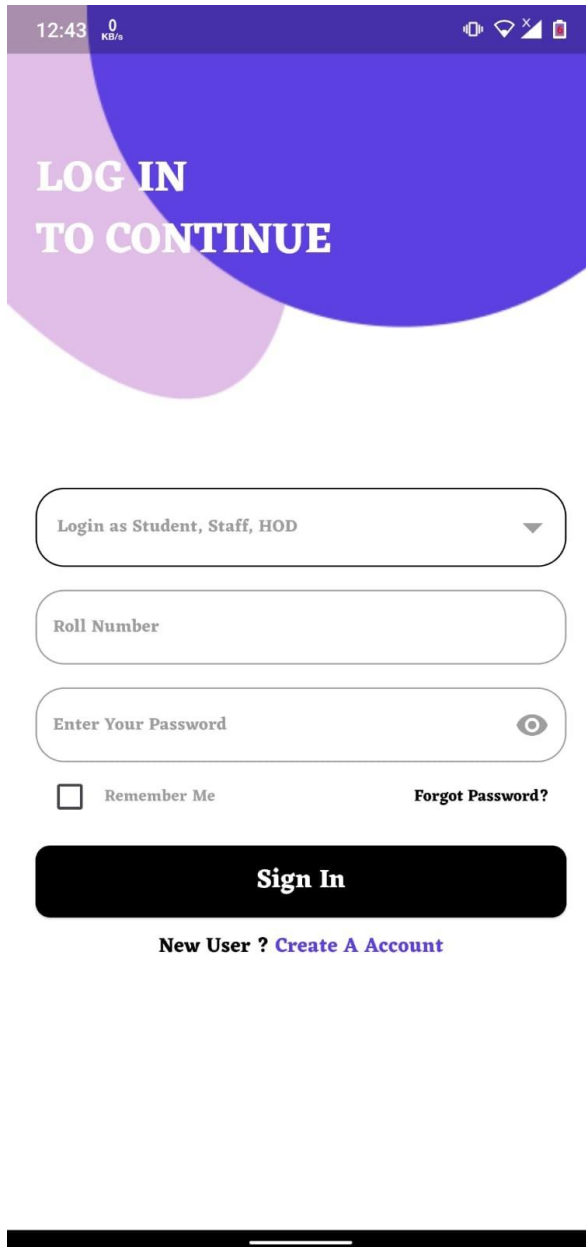 12:43 0 KB/s
LOG IN
TO CONTINUE
Login as Student, Staff, HOD
Roll Number
Enter Your Password
Remember Me Forgot Password?
Sign In
New User ? Create A Account